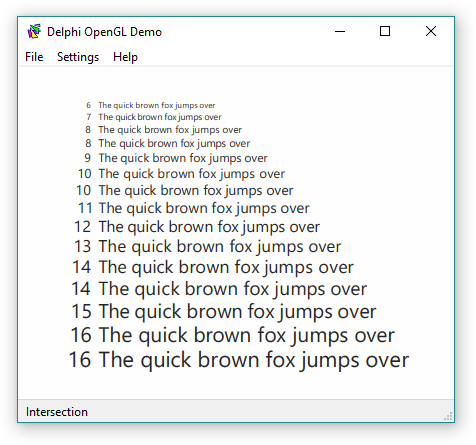 Delphi OpenGL Demo
File Settings Help
6 The quick brown fox jumps over
7 The quick brown fox jumps over
8 The quick brown fox jumps over
8 The quick brown fox jumps over
9 The quick brown fox jumps over
10 The quick brown fox jumps over
10 The quick brown fox jumps over
11 The quick brown fox jumps over
12 The quick brown fox jumps over
13 The quick brown fox jumps over
14 The quick brown fox jumps over
14 The quick brown fox jumps over
15 The quick brown fox jumps over
16 The quick brown fox jumps over
16 The quick brown fox jumps over
Intersection